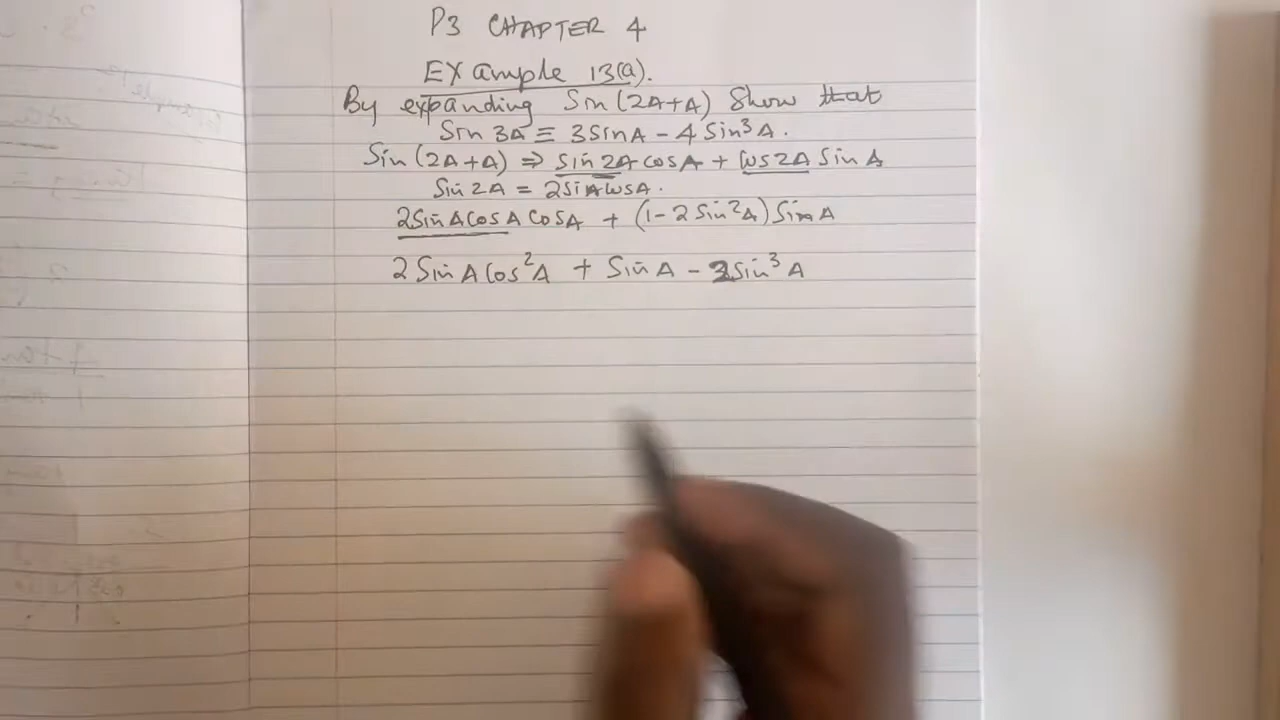 P3 CHAPTER 4
EXample 13(a).
By expanding Sin(2A+A) Show that
Sin 3A ≡ 3SinA - 4Sin³A.
Sin(2A+A) ⇒ Sin2A cosA + Cos2A SinA
Sin2A = 2SinACosA.
2SinACosA CosA + (1-2Sin²A)SinA
2SinACos²A + SinA - 2Sin³A